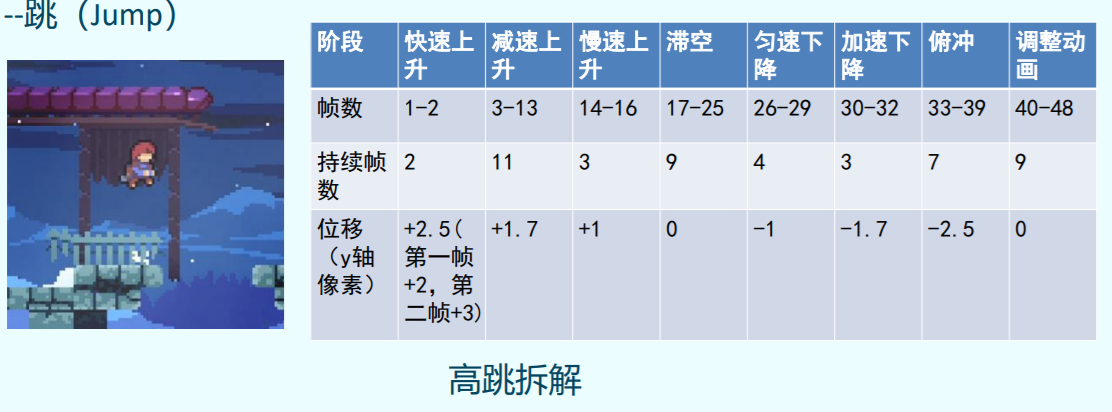 --跳（Jump）
阶段 快速上升 减速上升 慢速上升 滞空 匀速下降 加速下降 俯冲 调整动画
帧数 1-2 3-13 14-16 17-25 26-29 30-32 33-39 40-48
持续帧数 2 11 3 9 4 3 7 9
位移（y轴像素） +2.5(第一帧+2，第二帧+3) +1.7 +1 0 -1 -1.7 -2.5 0
高跳拆解